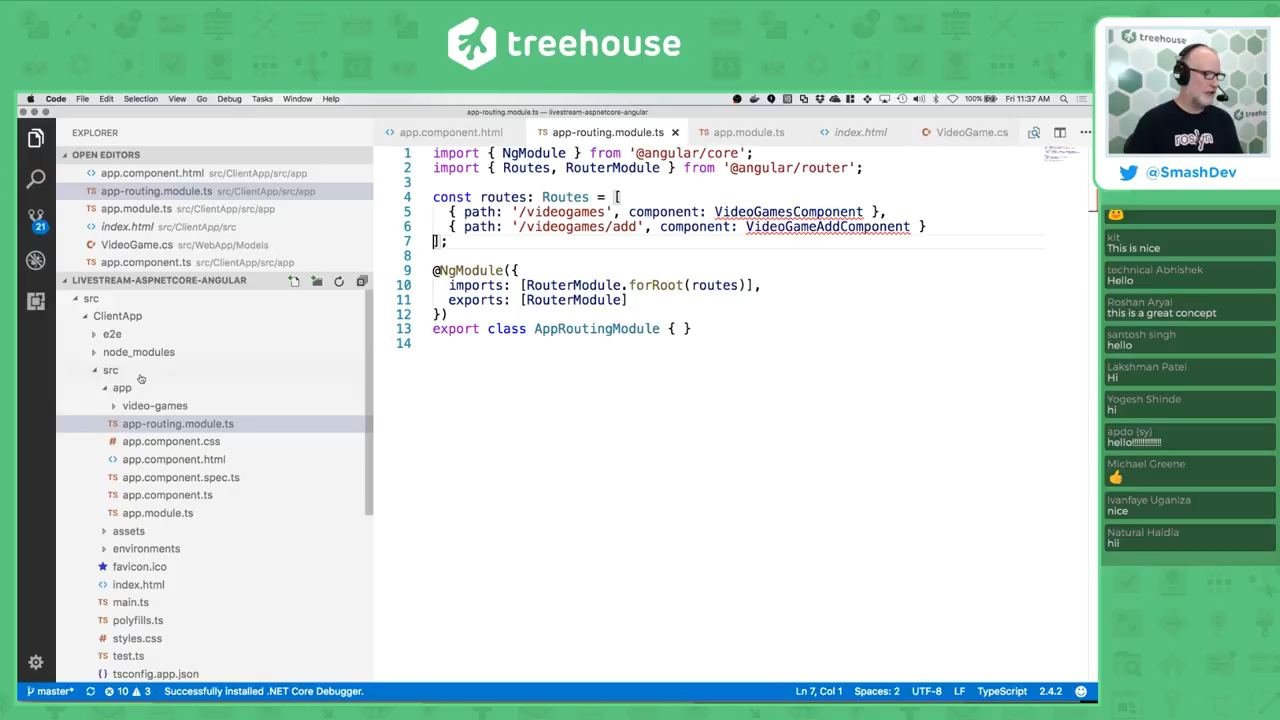 treehouse
treehouse
Code File Edit Selection View Go Debug Tasks Window Help
100% Fri 11:37 AM
app-routing.module.ts — livestream-aspnetcore-angular
EXPLORER
app.component.html
app-routing.module.ts
app.module.ts
index.html
VideoGame.cs
OPEN EDITORS
app.component.html src/ClientApp/src/app
app-routing.module.ts src/ClientApp/src/app
app.module.ts src/ClientApp/src/app
index.html src/ClientApp/src
VideoGame.cs src/WebApp/Models
app.component.ts src/ClientApp/src/app
21
LIVESTREAM-ASPNETCORE-ANGULAR
src
ClientApp
e2e
node_modules
src
app
video-games
app-routing.module.ts
app.component.css
app.component.html
app.component.spec.ts
app.component.ts
app.module.ts
assets
environments
favicon.ico
index.html
main.ts
polyfills.ts
styles.css
test.ts
tsconfig.app.json
1 import { NgModule } from '@angular/core';
2 import { Routes, RouterModule } from '@angular/router';
3
4 const routes: Routes = [
5 { path: '/videogames', component: VideoGamesComponent },
6 { path: '/videogames/add', component: VideoGameAddComponent }
7 ];
8
9 @NgModule({
10 imports: [RouterModule.forRoot(routes)],
11 exports: [RouterModule]
12 })
13 export class AppRoutingModule { }
14
master* 10 3 Successfully installed .NET Core Debugger.
Ln 7, Col 1 Spaces: 2 UTF-8 LF TypeScript 2.4.2
roslyn
@SmashDev
kit
This is nice
technical Abhishek
Hello
Roshan Aryal
this is a great concept
santosh singh
hello
Lakshman Patel
Hi
Yogesh Shinde
hi
apdo (sy)
hello!!!!!!!!!!!!!!
Michael Greene
👍
Ivanfaye Uganiza
nice
Natural Haldia
hii